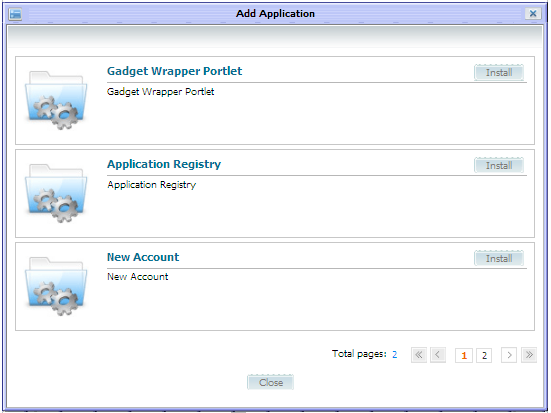 Add Application
Gadget Wrapper Portlet
Install
Gadget Wrapper Portlet
Application Registry
Install
Application Registry
New Account
Install
New Account
Total pages: 2 1 2
Close